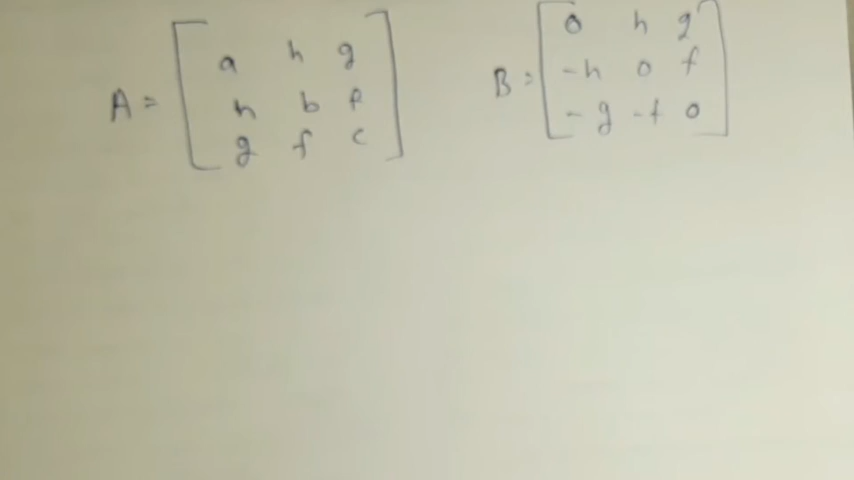 A = [ a h g
h b f
g f c ]
B = [ 0 h g
-h 0 f
-g -f 0 ]